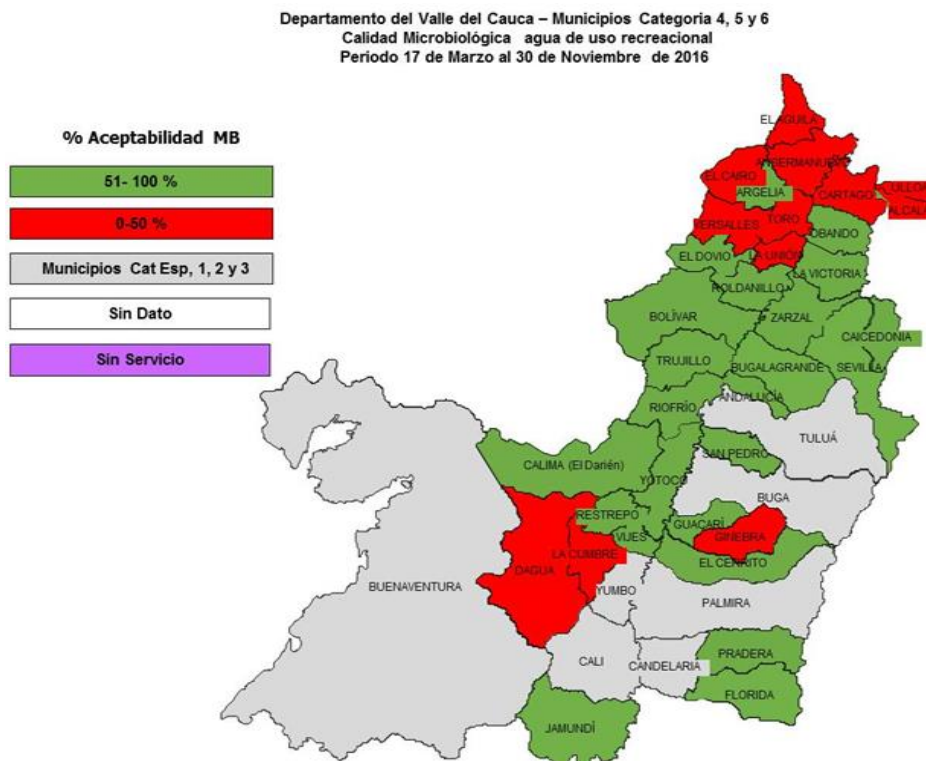 Departamento del Valle del Cauca – Municipios Categoria 4, 5 y 6
Calidad Microbiológica agua de uso recreacional
Periodo 17 de Marzo al 30 de Noviembre de 2016
% Aceptabilidad MB
51- 100 %
0-50 %
Municipios Cat Esp, 1, 2 y 3
Sin Dato
Sin Servicio
EL AGUILA
ANSERMANUEVO
EL CAIRO
ARGELIA
CARTAGO
ULLOA
ALCALA
VERSALLES
TORO
OBANDO
EL DOVIO
LA UNIÓN
LA VICTORIA
ROLDANILLO
BOLÍVAR
ZARZAL
CAICEDONIA
TRUJILLO
BUGALAGRANDE
SEVILLA
ANDALUCÍA
RIOFRÍO
TULUÁ
SAN PEDRO
CALIMA (El Darién)
YOTOCO
BUGA
RESTREPO
GUACARÍ
GINEBRA
VIJES
LA CUMBRE
EL CERRITO
DAGUA
BUENAVENTURA
YUMBO
PALMIRA
CALI
CANDELARIA
PRADERA
FLORIDA
JAMUNDÍ